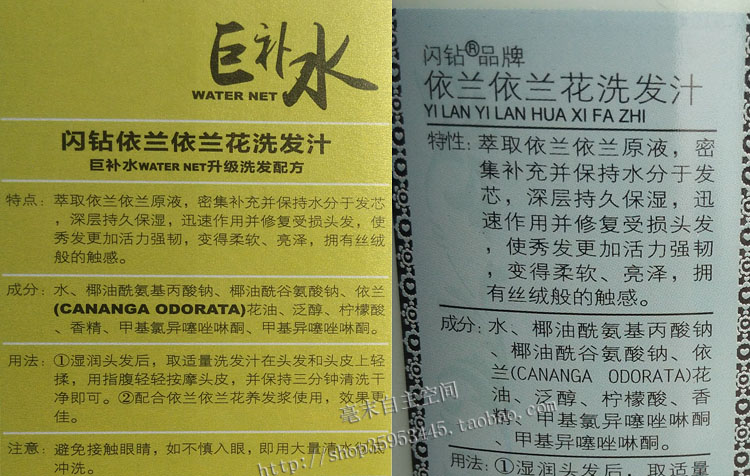 巨补水
WATER NET
闪钻依兰依兰花洗发汁
巨补水WATER NET升级洗发配方
特点: 萃取依兰依兰原液，密集补充并保持水分于发芯
，深层持久保湿，迅速作用并修复受损头发，使
秀发更加活力强韧，变得柔软、亮泽，拥有丝绒
般的触感。
成分: 水、椰油酰氨基丙酸钠、椰油酰谷氨酸钠、依兰
(CANANGA ODORATA)花油、泛醇、柠檬酸
、香精、甲基氯异噻唑啉酮、甲基异噻唑啉酮。
用法: ①湿润头发后，取适量洗发汁在头发和头皮上轻
揉，用指腹轻轻按摩头皮，并保持三分钟清洗干
净即可。②配合依兰依兰花养发浆使用，效果更
佳。
注意: 避免接触眼睛，如不慎入眼，即用大量清水
冲洗。
闪钻®品牌
依兰依兰花洗发汁
YI LAN YI LAN HUA XI FA ZHI
特性: 萃取依兰依兰原液，密
集补充并保持水分于发
芯，深层持久保湿，迅
速作用并修复受损头发
，使秀发更加活力强韧
，变得柔软、亮泽，拥
有丝绒般的触感。
成分: 水、椰油酰氨基丙酸钠
、椰油酰谷氨酸钠、依
兰(CANANGA ODORATA)花
油、泛醇、柠檬酸、香
精、甲基氯异噻唑啉酮
、甲基异噻唑啉酮。
用法: ①湿润头发后，取适量
毫末自主空间
http://shop35953445.taobao.com